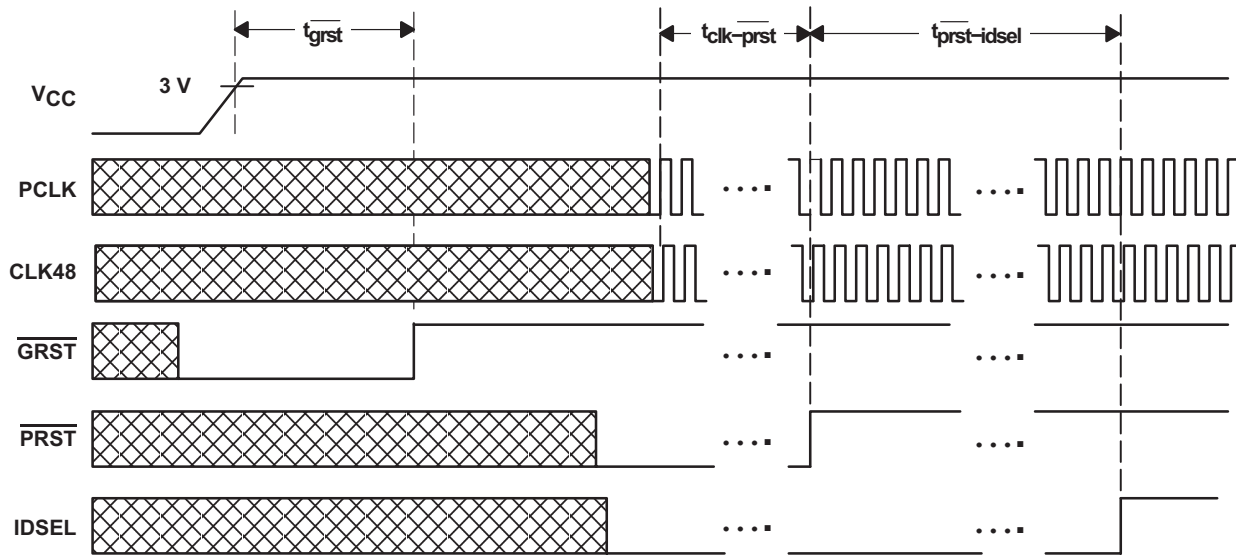 tgrst
tclk–prst
tprst–idsel
3 V
VCC
PCLK
CLK48
GRST
PRST
IDSEL